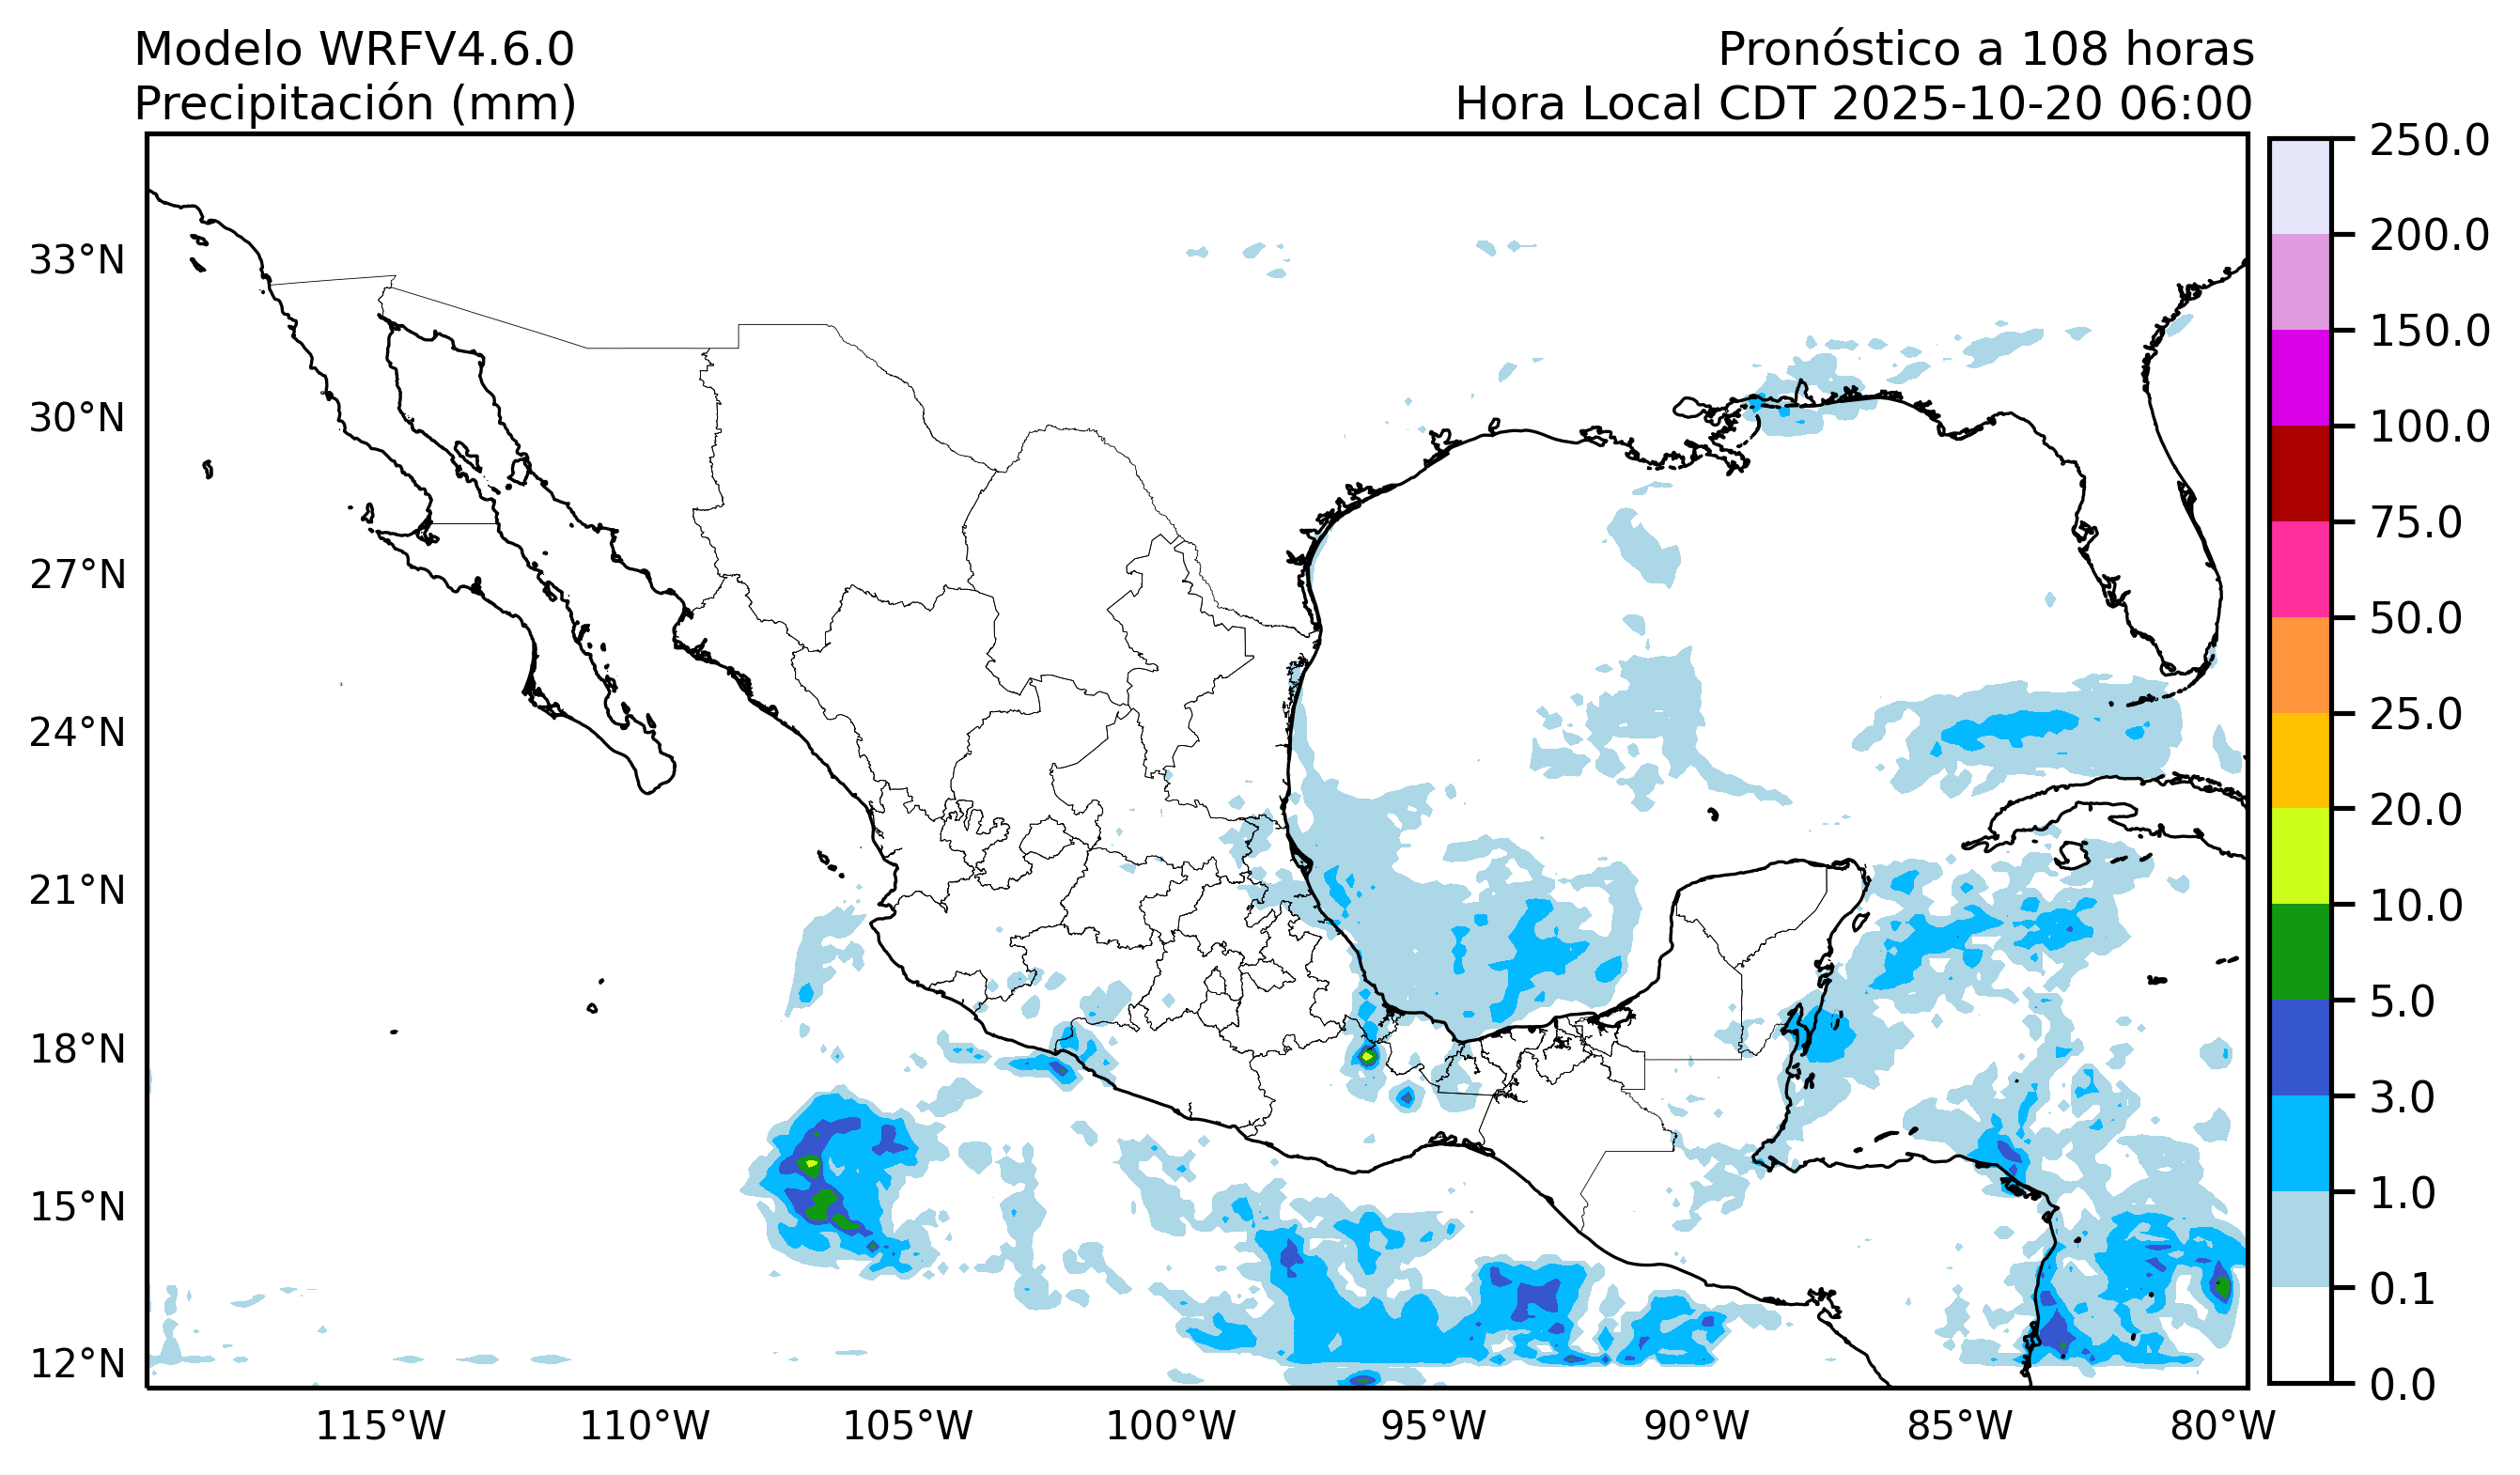 Modelo WRFV4.6.0
Precipitación (mm)
Pronóstico a 108 horas
Hora Local CDT 2025-10-20 06:00
33°N
30°N
27°N
24°N
21°N
18°N
15°N
12°N
115°W
110°W
105°W
100°W
95°W
90°W
85°W
80°W
250.0
200.0
150.0
100.0
75.0
50.0
25.0
20.0
10.0
5.0
3.0
1.0
0.1
0.0